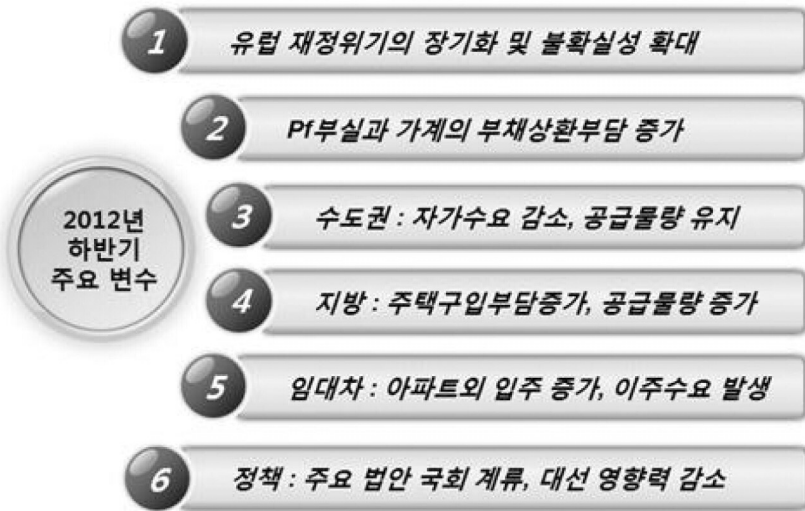 1 유럽 재정위기의 장기화 및 불확실성 확대
2 Pf부실과 가계의 부채상환부담 증가
2012년
하반기
주요 변수
3 수도권 : 자가수요 감소, 공급물량 유지
4 지방 : 주택구입부담증가, 공급물량 증가
5 임대차 : 아파트외 입주 증가, 이주수요 발생
6 정책 : 주요 법안 국회 계류, 대선 영향력 감소